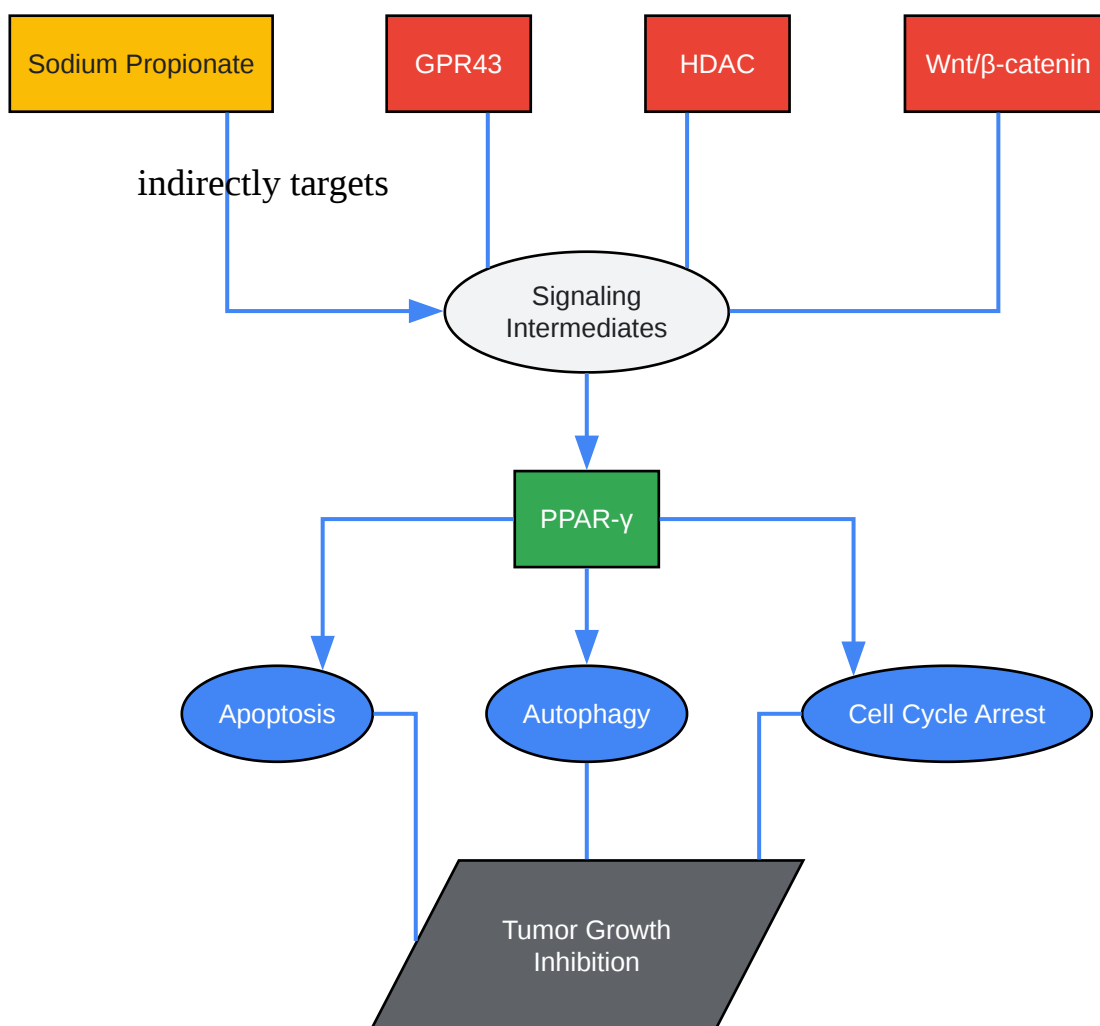 Sodium Propionate
GPR43
HDAC
Wnt/β-catenin
indirectly targets
Signaling
Intermediates
PPAR-γ
Apoptosis
Autophagy
Cell Cycle Arrest
Tumor Growth
Inhibition